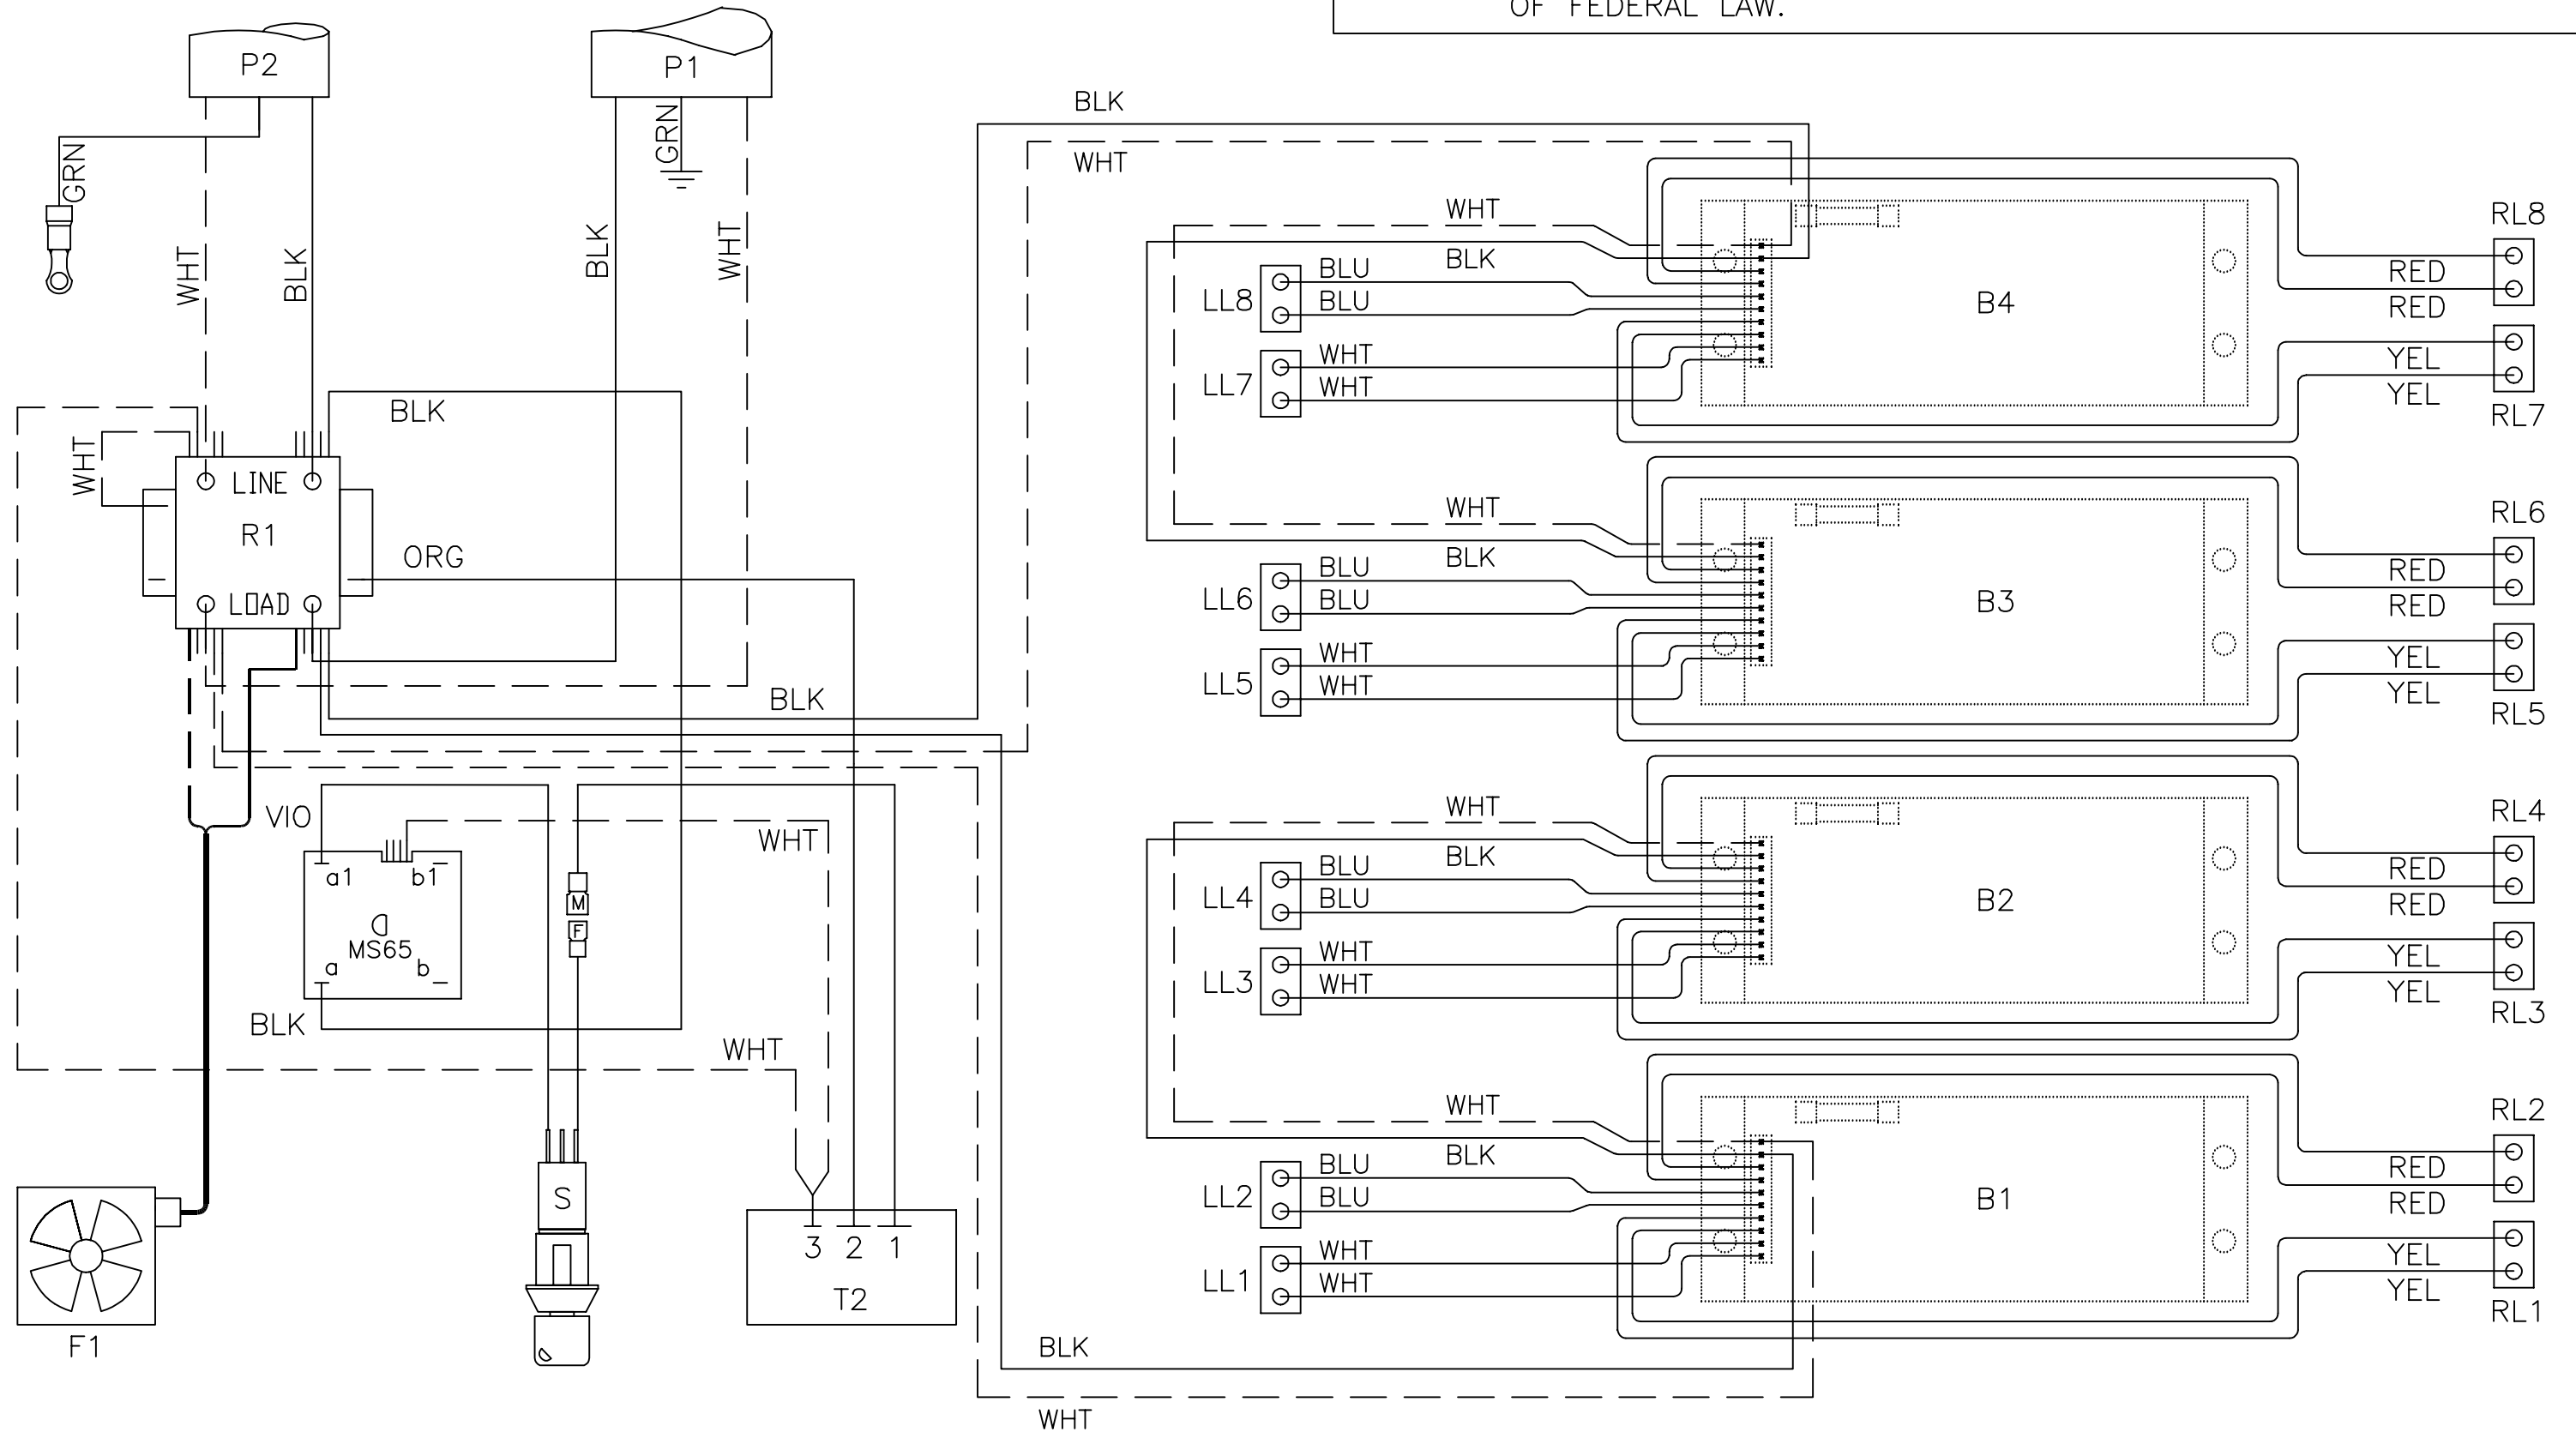 OF FEDERAL LAW.
P2
P1
GRN
GRN
WHT
BLK
BLK
WHT
BLK
WHT
WHT
BLK
LINE
R1
ORG
LOAD
BLK
VIO
WHT
a1
b1
MS65
a
b
M
F
BLK
WHT
S
3
2
1
T2
F1
BLK
WHT
WHT
BLK
LL8
BLU
BLU
LL7
WHT
WHT
B4
RL8
RED
RED
YEL
YEL
RL7
WHT
BLK
LL6
BLU
BLU
LL5
WHT
WHT
B3
RL6
RED
RED
YEL
YEL
RL5
WHT
BLK
LL4
BLU
BLU
LL3
WHT
WHT
B2
RL4
RED
RED
YEL
YEL
RL3
WHT
BLK
LL2
BLU
BLU
LL1
WHT
WHT
B1
RL2
RED
RED
YEL
YEL
RL1